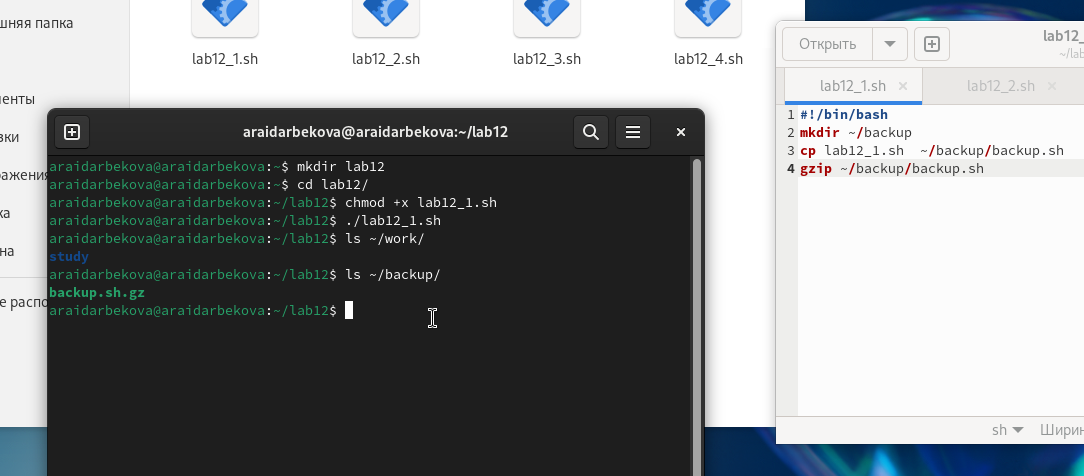 шняя папка
lab12_1.sh
lab12_2.sh
lab12_3.sh
lab12_4.sh
енты
вки
ражения
ка
на
е распо
araidarbekova@araidarbekova:~/lab12
araidarbekova@araidarbekova:~$ mkdir lab12
araidarbekova@araidarbekova:~$ cd lab12/
araidarbekova@araidarbekova:~/lab12$ chmod +x lab12_1.sh
araidarbekova@araidarbekova:~/lab12$ ./lab12_1.sh
araidarbekova@araidarbekova:~/lab12$ ls ~/work/
study
araidarbekova@araidarbekova:~/lab12$ ls ~/backup/
backup.sh.gz
araidarbekova@araidarbekova:~/lab12$
Открыть
lab12_
~/lab
lab12_1.sh
lab12_2.sh
1 #!/bin/bash
2 mkdir ~/backup
3 cp lab12_1.sh  ~/backup/backup.sh
4 gzip ~/backup/backup.sh
sh
Ширин